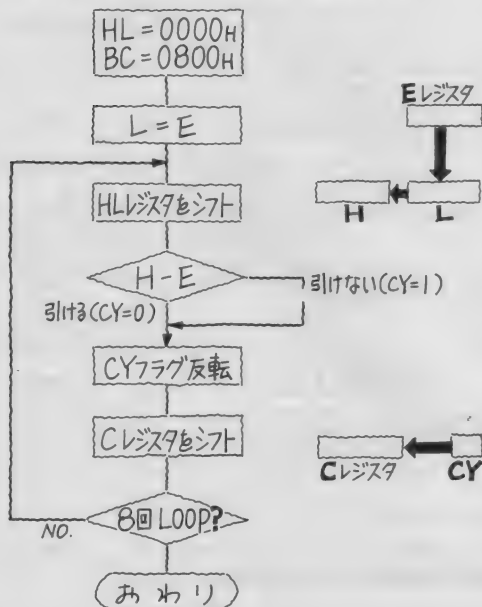 HL=0000H
BC=0800H
L=E
HLレジスタをシフト
H-E
引ける(CY=0)
引けない(CY=1)
CYフラグ反転
Cレジスタをシフト
8回LOOP?
NO.
おわり
Eレジスタ
H
L
Cレジスタ
CY